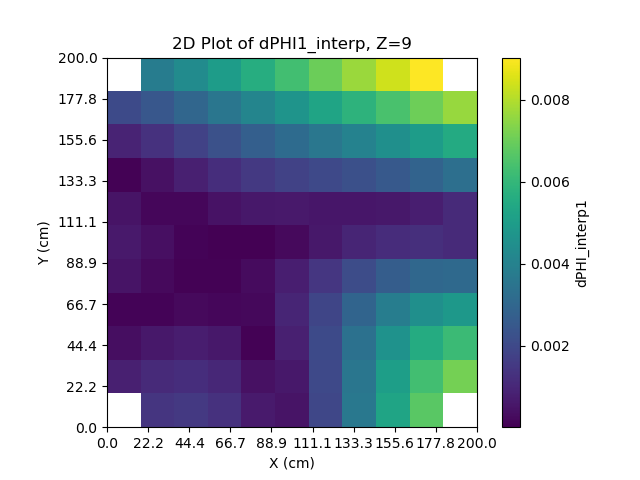 2D Plot of dPHI1_interp, Z=9
200.0
177.8
155.6
133.3
111.1
88.9
66.7
44.4
22.2
0.0
Y (cm)
0.0 22.2 44.4 66.7 88.9 111.1 133.3 155.6 177.8 200.0
X (cm)
0.008
0.006
0.004
0.002
dPHI_interp1